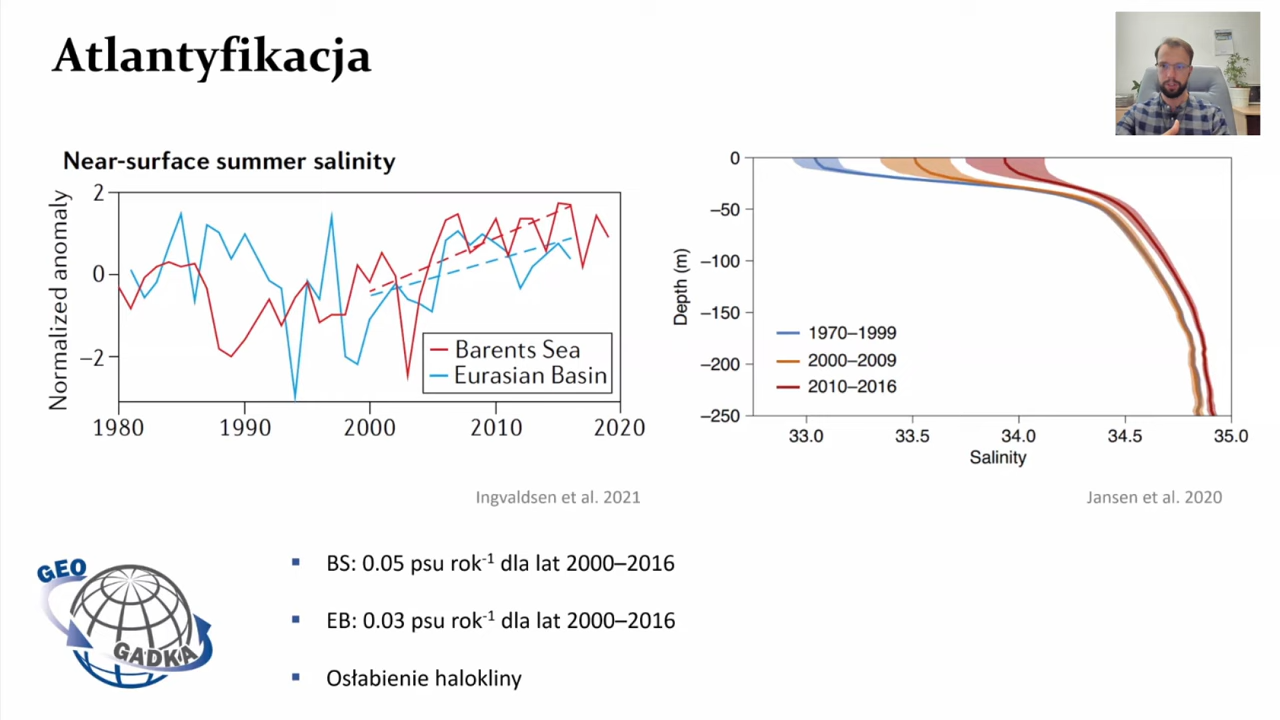 Atlantyfikacja
Near-surface summer salinity
Normalized anomaly
2
0
−2
1980 1990 2000 2010 2020
Barents Sea
Eurasian Basin
Ingvaldsen et al. 2021
Depth (m)
0
−50
−100
−150
−200
−250
1970–1999
2000–2009
2010–2016
33.0 33.5 34.0 34.5 35.0
Salinity
Jansen et al. 2020
GEO
GADKA
▪ BS: 0.05 psu rok⁻¹ dla lat 2000–2016
▪ EB: 0.03 psu rok⁻¹ dla lat 2000–2016
▪ Osłabienie halokliny